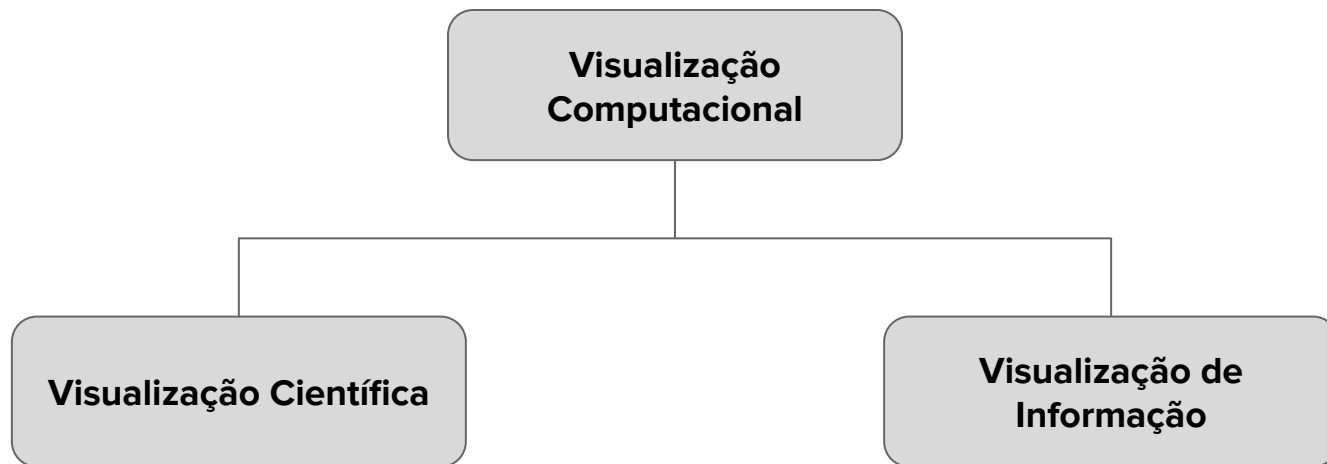 Visualização
Computacional
Visualização Científica
Visualização de
Informação